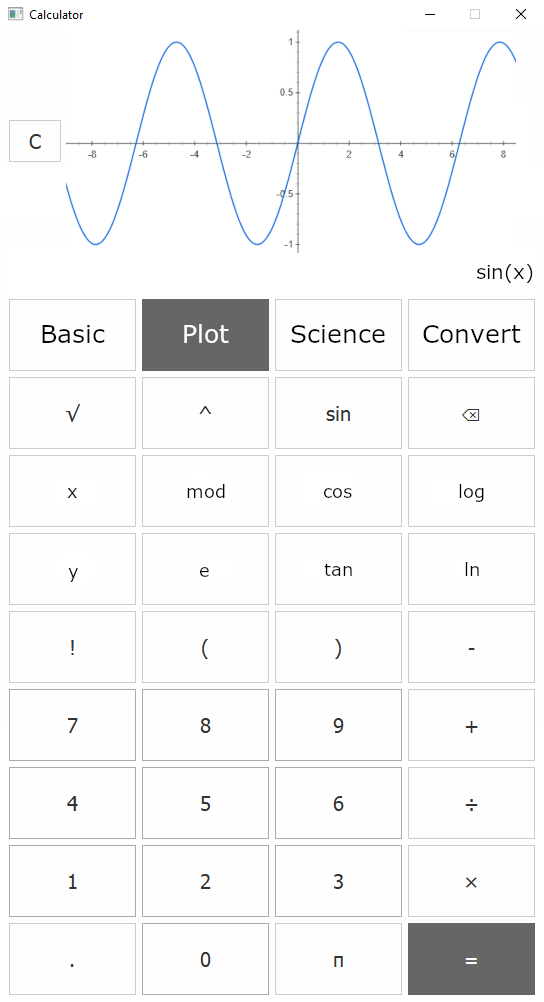 Calculator
1
0.5
C
-8 -6 -4 -2 2 4 6 8
-0.5
-1
sin(x)
Basic Plot Science Convert
√ ^ sin ⌫
x mod cos log
y e tan ln
! ( ) -
7 8 9 +
4 5 6 ÷
1 2 3 ×
. 0 п =